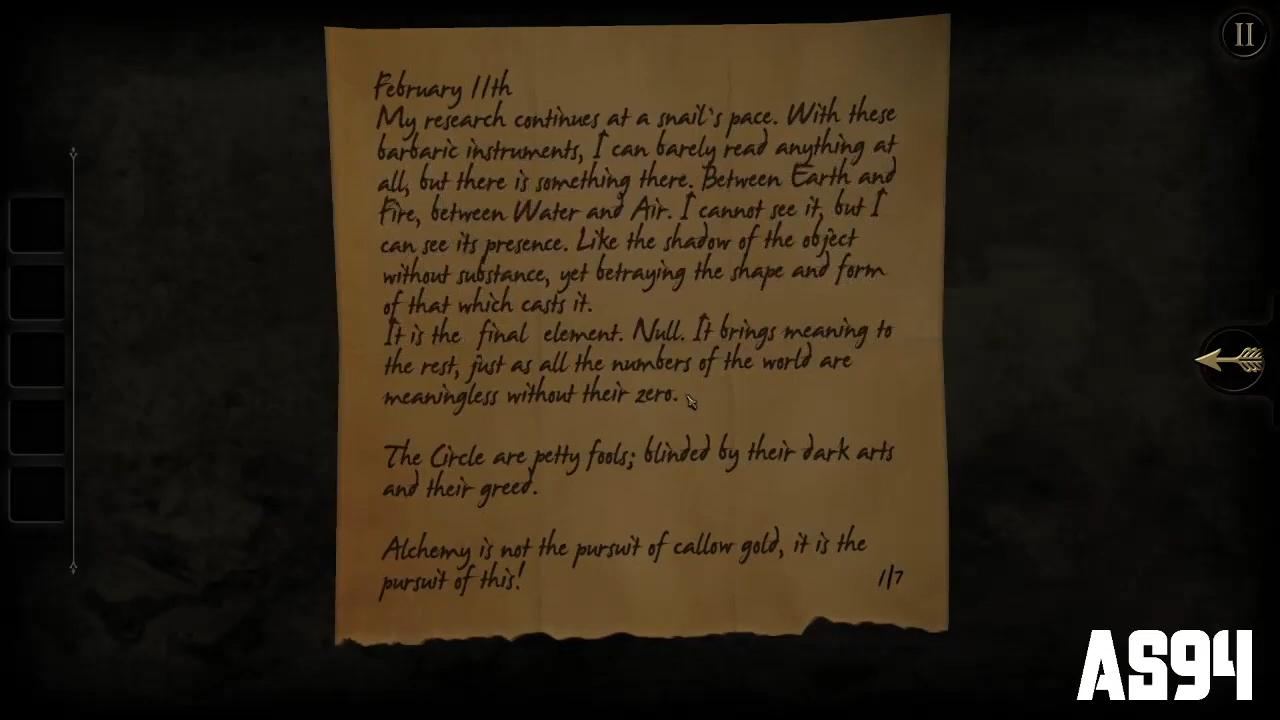 February 11th
My research continues at a snail's pace. With these
barbaric instruments, I can barely read anything at
all, but there is something there. Between Earth and
Fire, between Water and Air. I cannot see it, but I
can see its presence. Like the shadow of the object
without substance, yet betraying the shape and form
of that which casts it.
It is the final element. Null. It brings meaning to
the rest, just as all the numbers of the world are
meaningless without their zero.
The Circle are petty fools; blinded by their dark arts
and their greed.
Alchemy is not the pursuit of callow gold, it is the
pursuit of this!
1/7
AS94